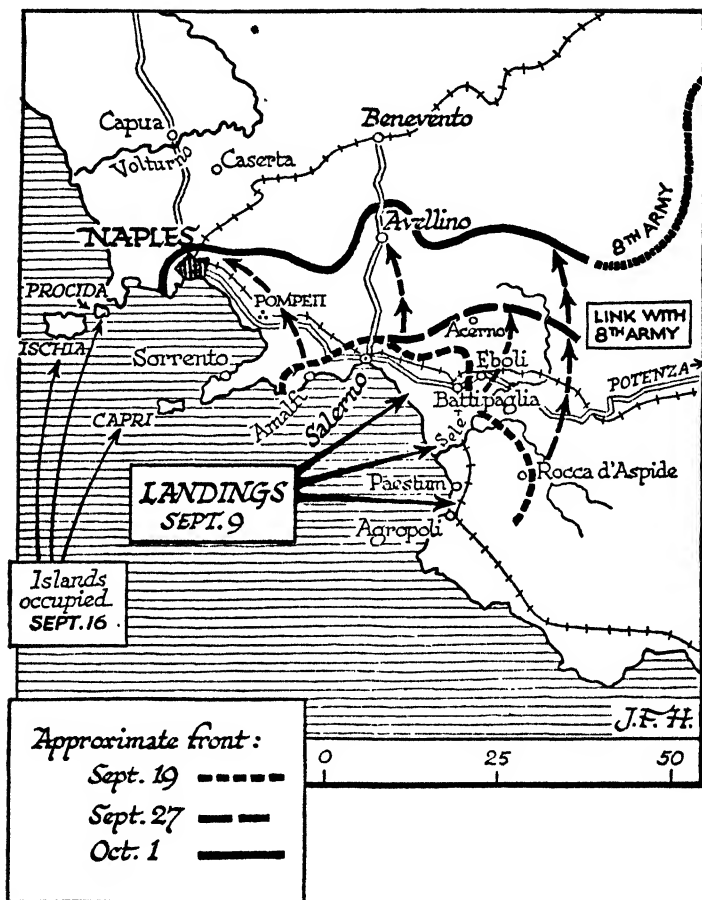 Benevento
Capua
Volturno
Caserta
8TH ARMY
Avellino
NAPLES
PROCIDA
POMPEII
LINK WITH
8TH ARMY
Acerno
ISCHIA
Sorrento
Eboli
POTENZA
Battipaglia
Amalfi
Salerno
CAPRI
Sele
LANDINGS
SEPT. 9
Rocca d'Aspide
Paestum
Agropoli
Islands
occupied
SEPT. 16
J.F.H.
Approximate front:
Sept. 19
Sept. 27
Oct. 1
0 25 50